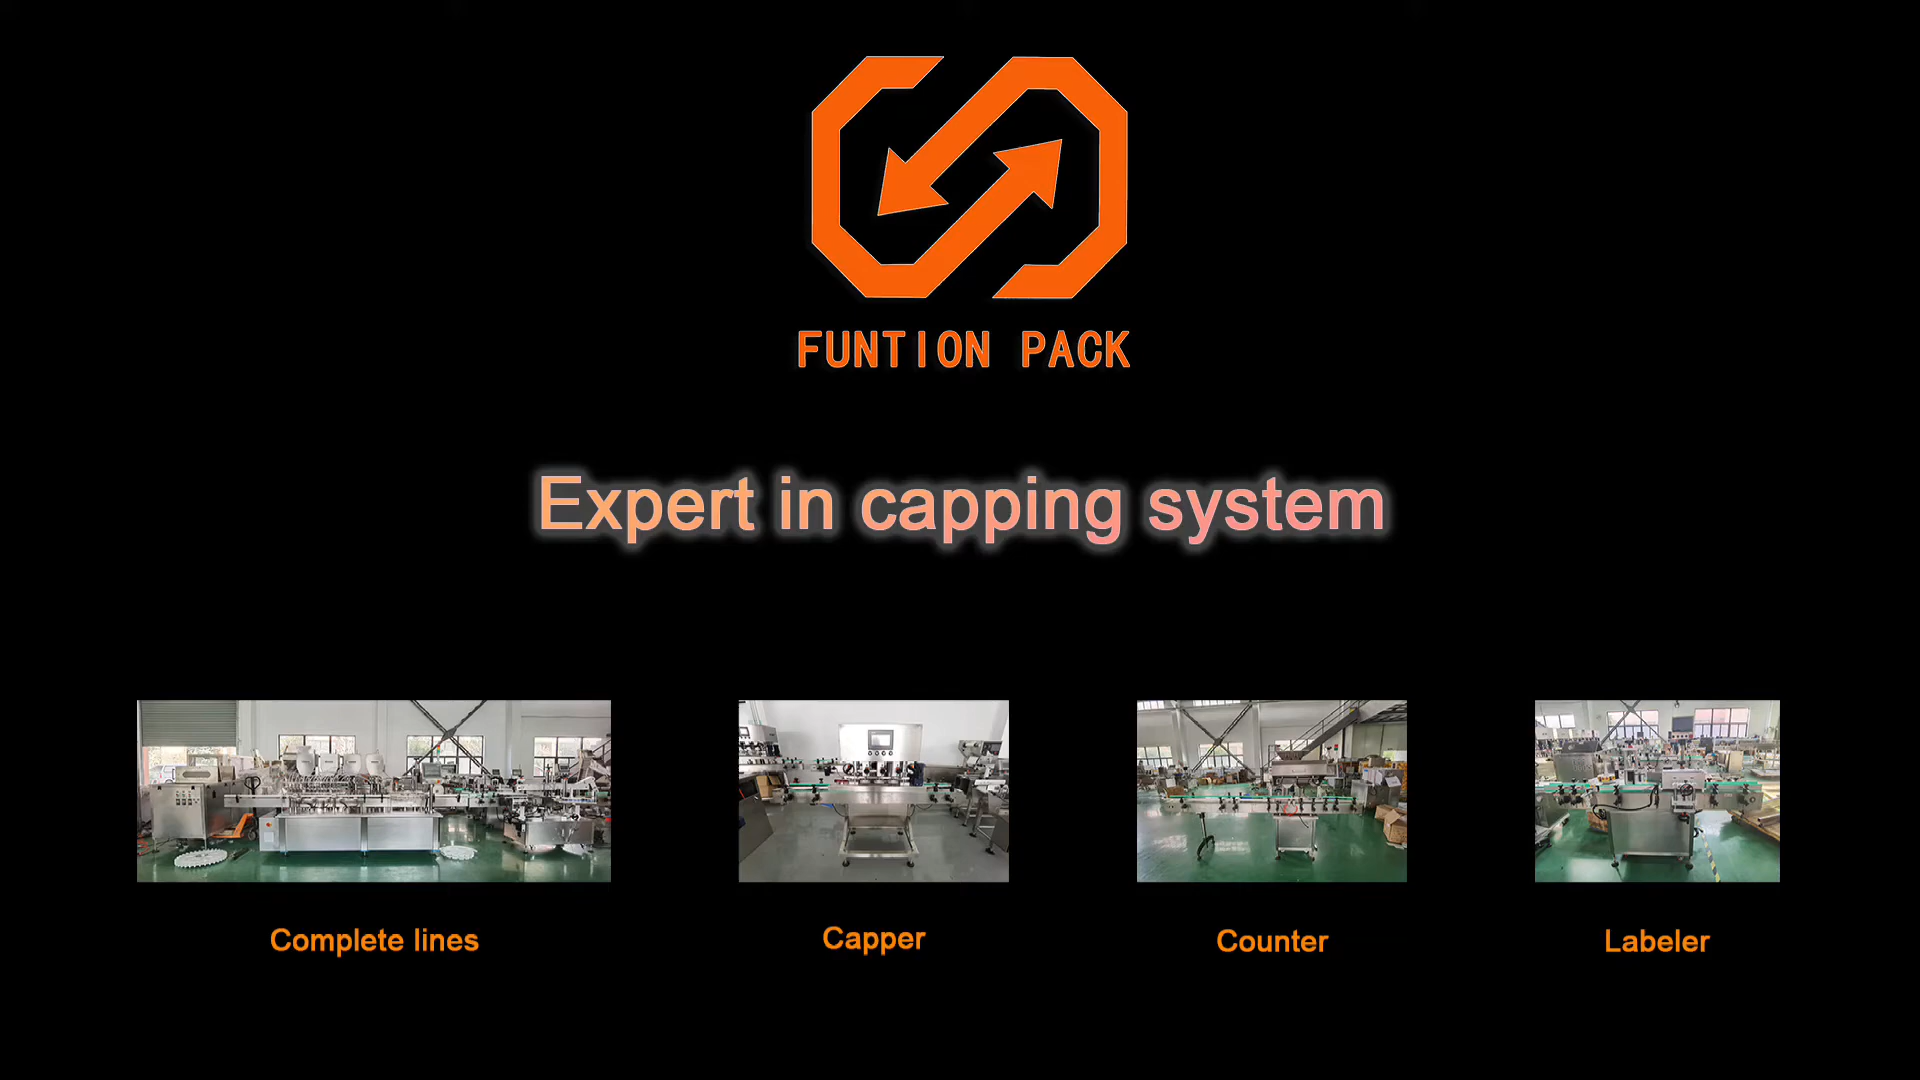 FUNTION PACK
Expert in capping system
Complete lines
Capper
Counter
Labeler